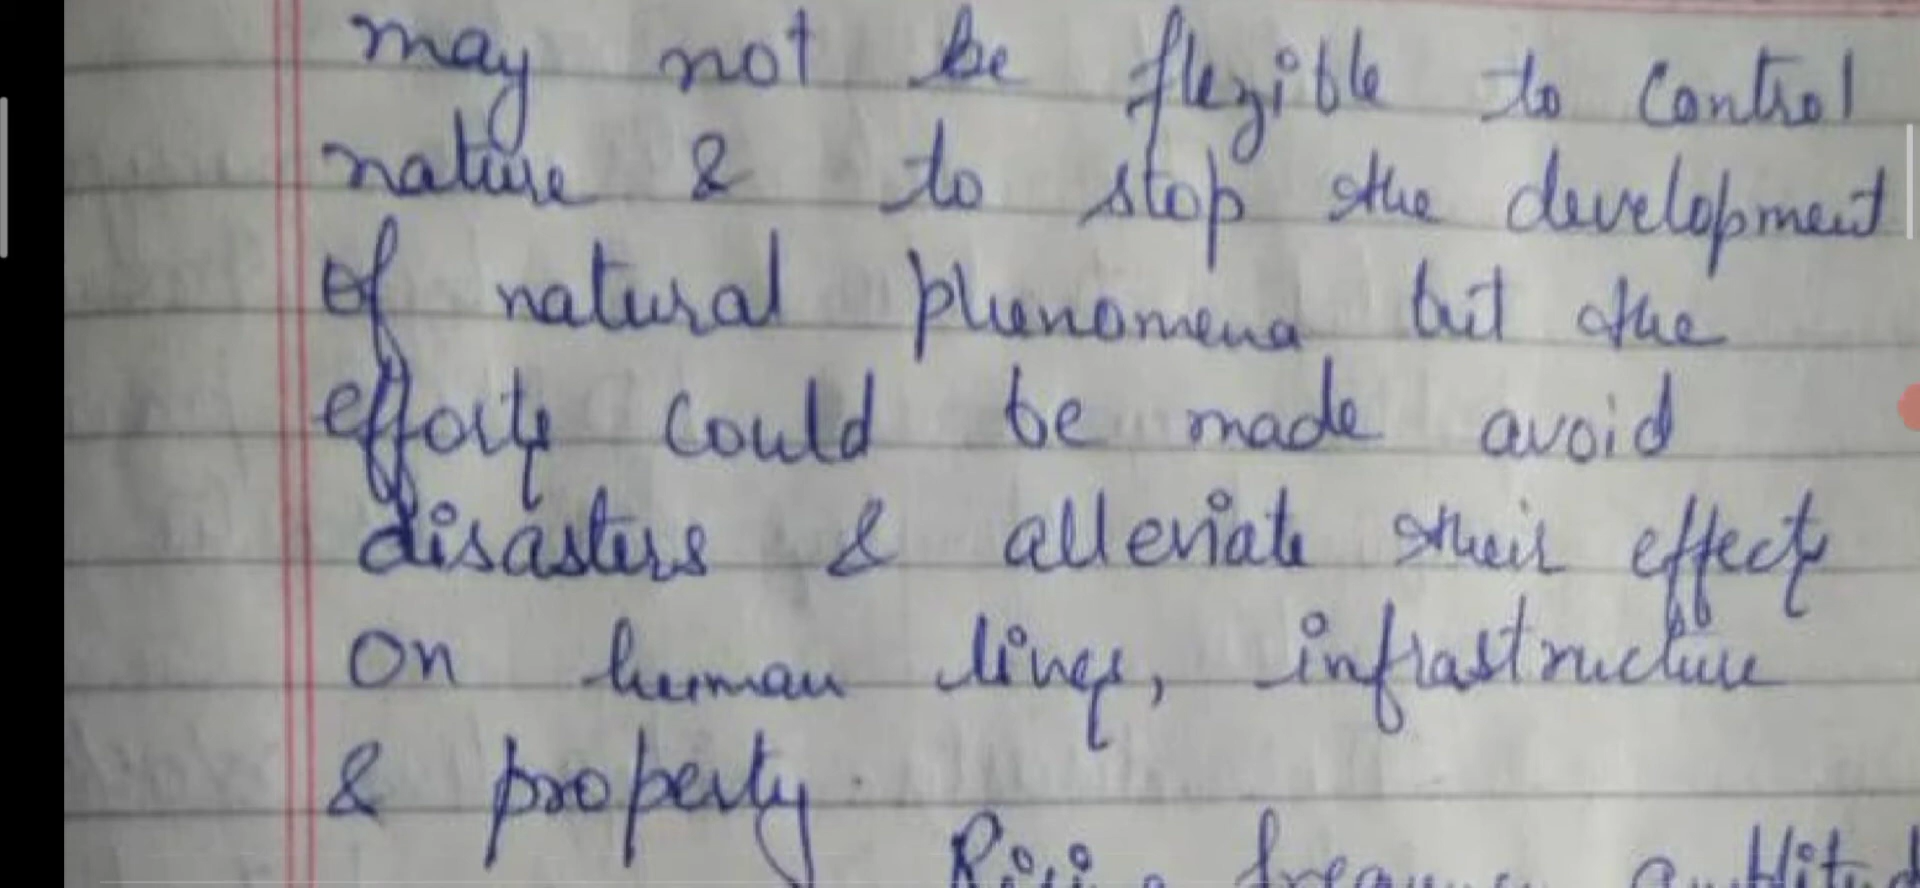 may not be flexible to control
nature & to stop the development
of natural phenomena but the
efforts could be made avoid
disasters & alleviate their effects
on human lives, infrastructure
& property.